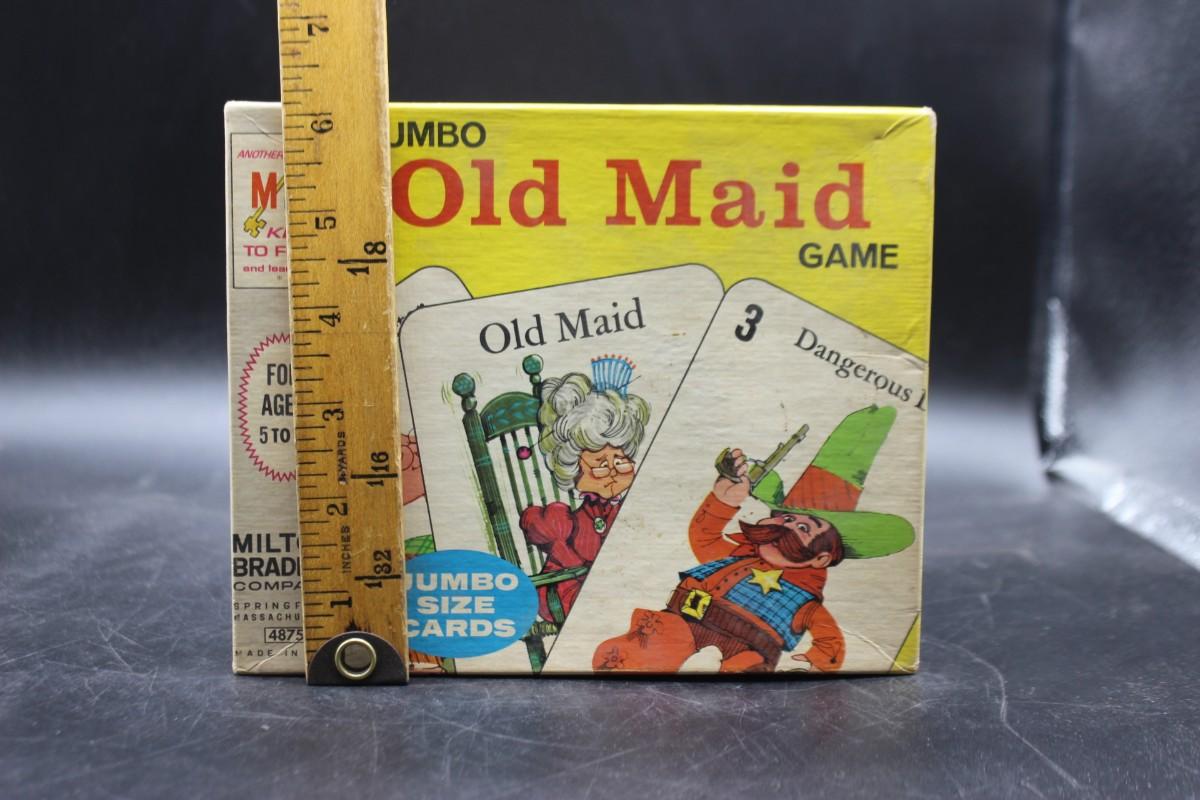 UMBO
Old Maid
GAME
Old Maid
3
Dangerous
JUMBO
SIZE
CARDS
ANOTHER
M
TO F
and lea
FO
AGE
5 TO
MILT
BRAD
COMPA
SPRINGF
MASSACHU
4875
MADE IN
7
6
5
4
3
2
1
1/8
1/16
1/32
INCHES
YARDS